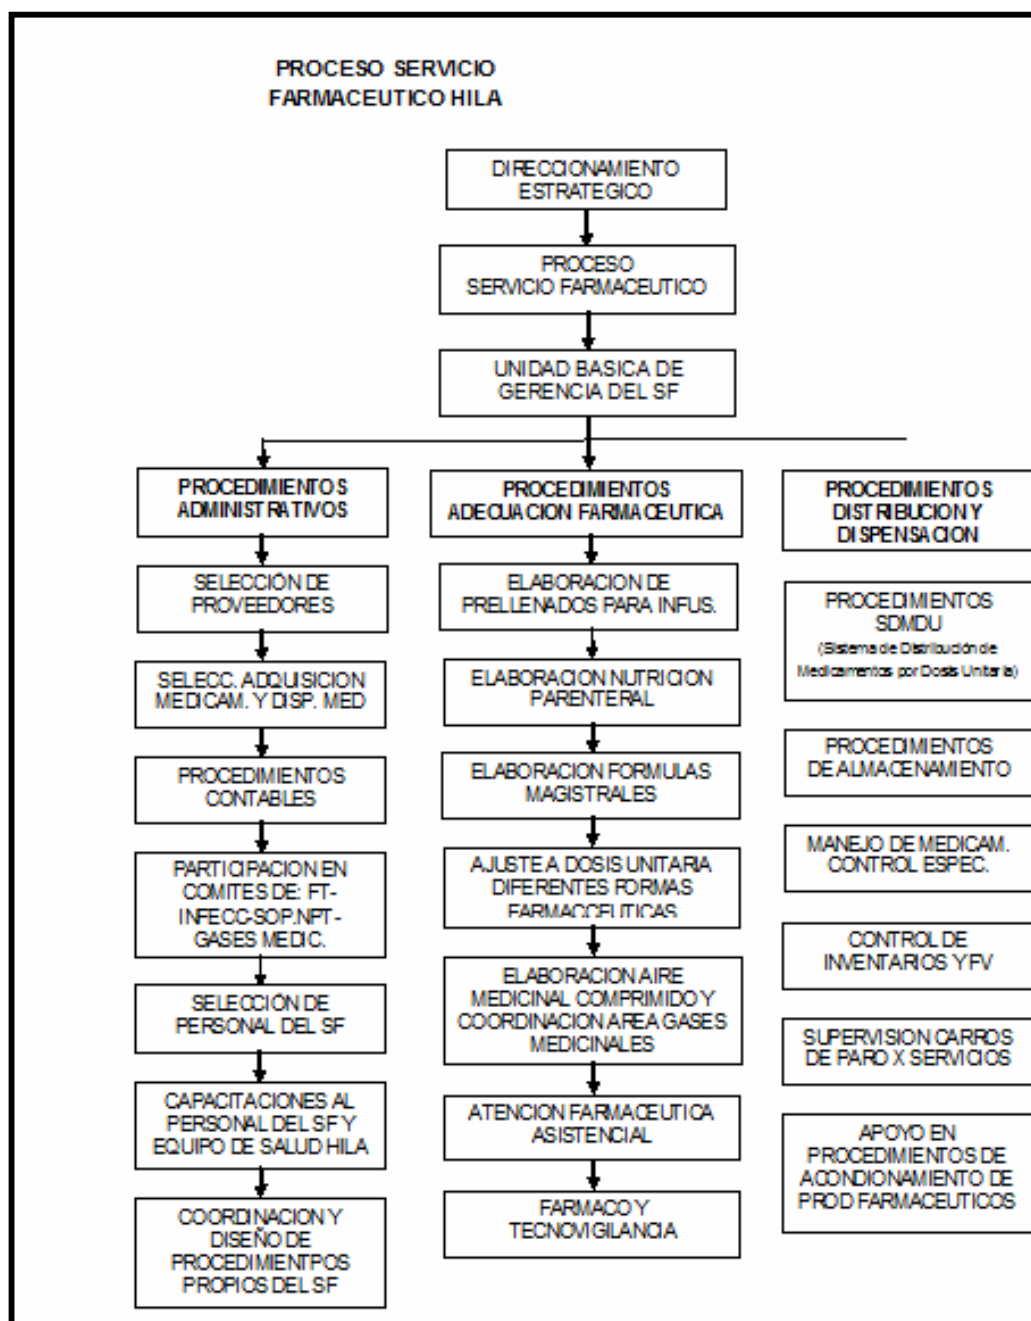 PROCESO SERVICIO
FARMACEUTICO HILA
DIRECCIONAMIENTO
ESTRATEGICO
PROCESO
SERVICIO FARMACEUTICO
UNIDAD BASICA DE
GERENCIA DEL SF
PROCEDIMIENTOS
ADMINISTRATIVOS
SELECCIÓN DE
PROVEEDORES
SELECC. ADQUISICION
MEDICAM. Y DISP. MED
PROCEDIMIENTOS
CONTABLES
PARTICIPACION EN
COMITES DE: FT-
INFECC-SOP.NPT-
GASES MEDIC.
SELECCIÓN DE
PERSONAL DEL SF
CAPACITACIONES AL
PERSONAL DEL SF Y
EQUIPO DE SALUD HILA
COORDINACION Y
DISEÑO DE
PROCEDIMIENTPOS
PROPIOS DEL SF
PROCEDIMIENTOS
ADECUACION FARMACEUTICA
ELABORACION DE
PRELLENADOS PARA INFUS.
ELABORACION NUTRICION
PARENTERAL
ELABORACION FORMULAS
MAGISTRALES
AJUSTE A DOSIS UNITARIA
DIFERENTES FORMAS
FARMACCEUTICAS
ELABORACION AIRE
MEDICINAL COMPRIMIDO Y
COORDINACION AREA GASES
MEDICINALES
ATENCION FARMACEUTICA
ASISTENCIAL
FARMACO Y
TECNOVIGILANCIA
PROCEDIMIENTOS
DISTRIBUCION Y
DISPENSACION
PROCEDIMIENTOS
SDMDU
(Sistema de Distribución de
Medicamentos por Dosis Unitaria)
PROCEDIMIENTOS
DE ALMACENAMIENTO
MANEJO DE MEDICAM.
CONTROL ESPEC.
CONTROL DE
INVENTARIOS Y FV
SUPERVISION CARROS
DE PARO X SERVICIOS
APOYO EN
PROCEDIMIENTOS DE
ACONDIONAMIENTO DE
PROD FARMACEUTICOS